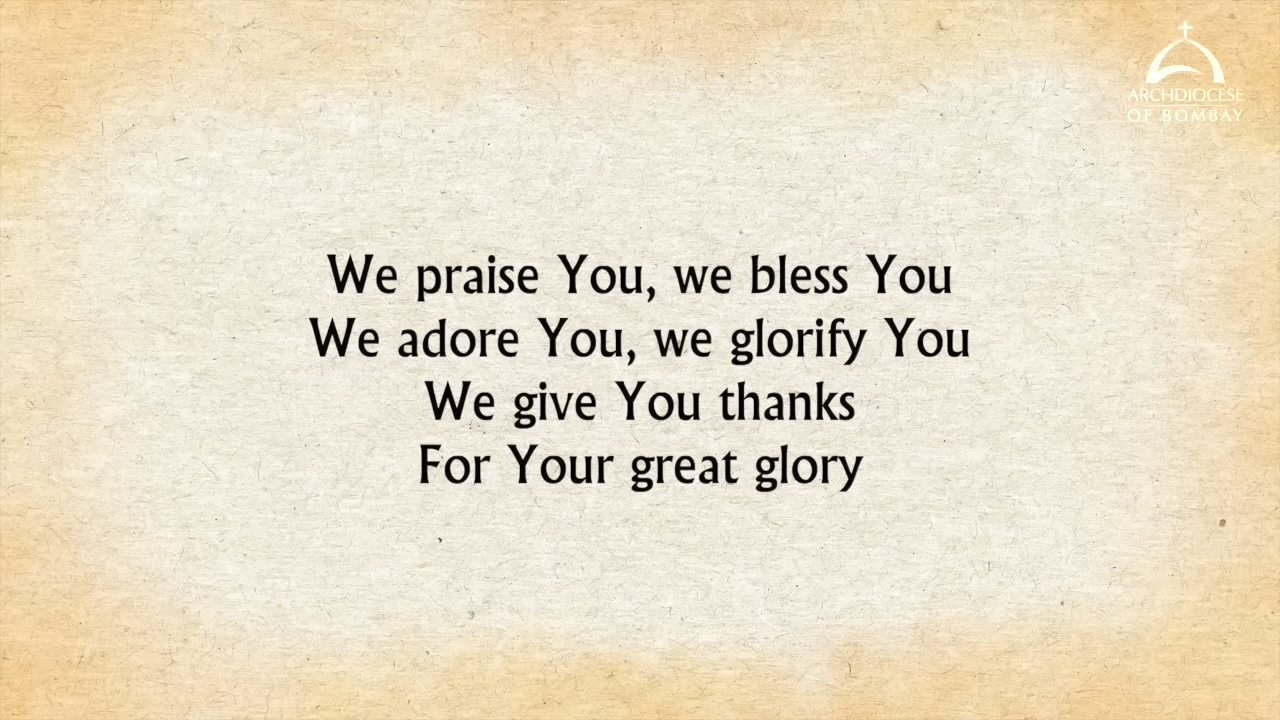 ARCHDIOCESE
OF BOMBAY
We praise You, we bless You
We adore You, we glorify You
We give You thanks
For Your great glory